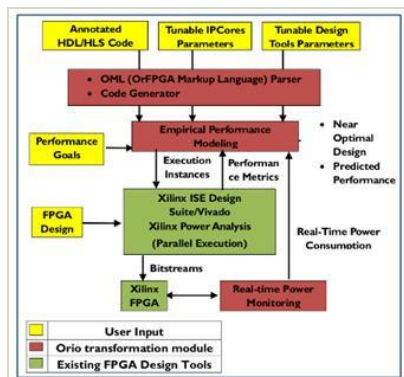 Annotated
HDL/HLS Code
Tunable IPCores
Parameters
Tunable Design
Tools Parameters
• OML (OrFPGA Markup Language) Parser
• Code Generator
Performance
Goals
Empirical Performance
Modeling
• Near
Optimal
Design
• Predicted
Performance
Execution
Instances
Performan
ce Metrics
FPGA
Design
Xilinx ISE Design
Suite/Vivado
Xilinx Power Analysis
(Parallel Execution)
Real-Time Power
Consumotion
Bitstreams
Xilinx
FPGA
Real-time Power
Monitoring
User Input
Orio transformation module
Existing FPGA Design Tools